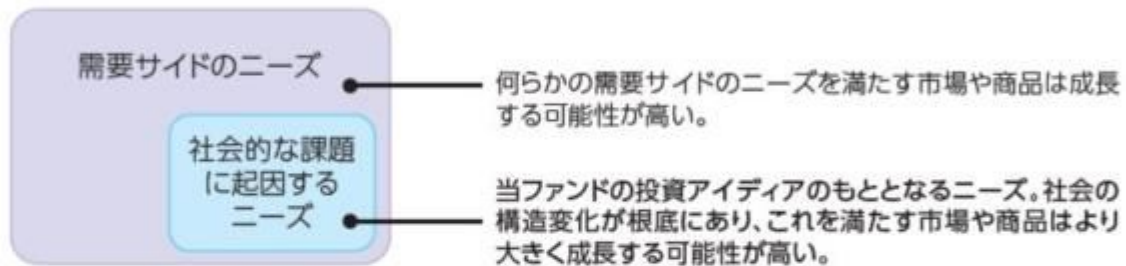 需要サイドのニーズ
何らかの需要サイドのニーズを満たす市場や商品は成長
する可能性が高い。
社会的な課題
に起因する
ニーズ
当ファンドの投資アイディアのもととなるニーズ。社会の
構造変化が根底にあり、これを満たす市場や商品はより
大きく成長する可能性が高い。